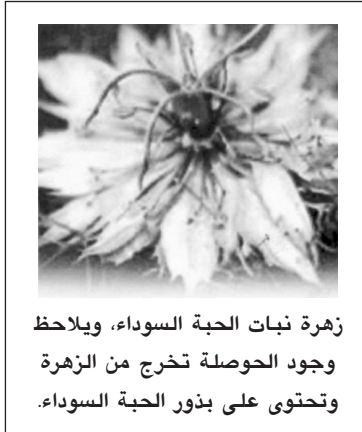 زهرة نبات الحبة السوداء، ويلاحظ
وجود الحوصلة تخرج من الزهرة
وتحتوى على بذور الحبة السوداء.